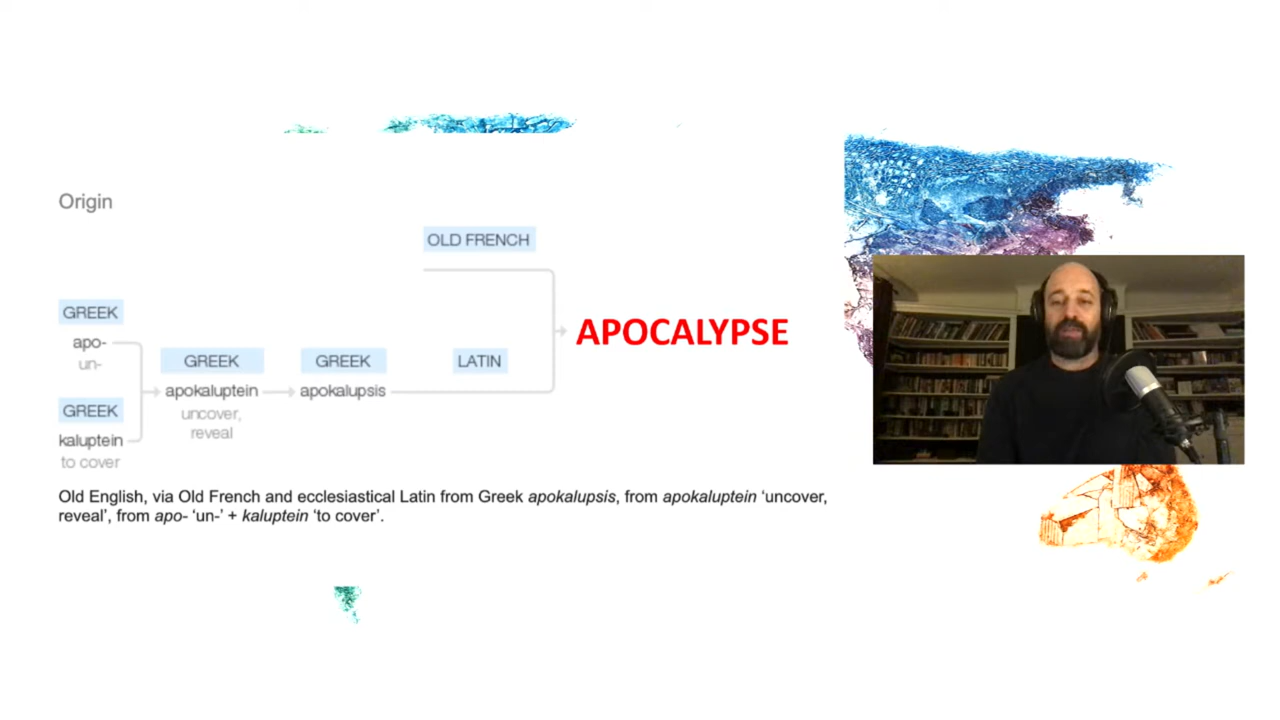 Origin
OLD FRENCH
GREEK
apo-
un-
APOCALYPSE
GREEK
GREEK
LATIN
apokaluptein
apokalupsis
uncover,
reveal
GREEK
kaluptein
to cover
Old English, via Old French and ecclesiastical Latin from Greek apokalupsis, from apokaluptein ‘uncover,
reveal’, from apo- ‘un-’ + kaluptein ‘to cover’.